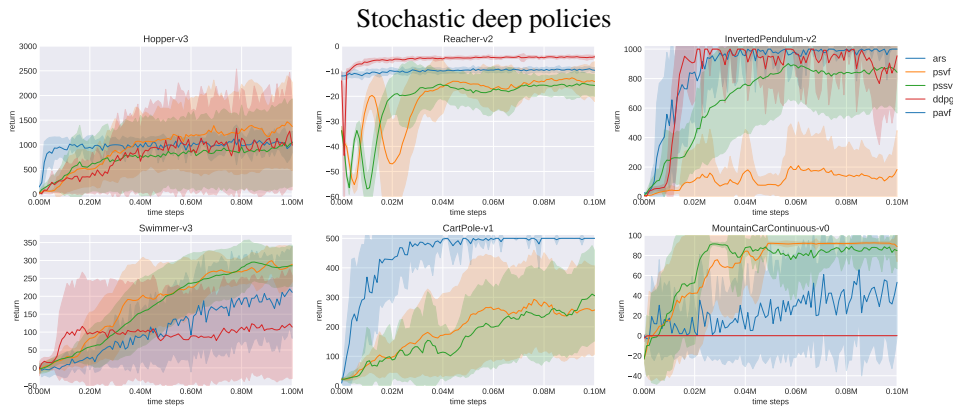 Stochastic deep policies
Hopper-v3
3000
2500
2000
1500
1000
500
0
return
0.00M 0.20M 0.40M 0.60M 0.80M 1.00M
time steps
Reacher-v2
0
−10
−20
−30
−40
−50
−60
return
0.00M 0.02M 0.04M 0.06M 0.08M 0.10M
time steps
InvertedPendulum-v2
1000
800
600
400
200
0
return
0.00M 0.02M 0.04M 0.06M 0.08M 0.10M
time steps
ars
psvf
pssv
ddpg
pavf
Swimmer-v3
350
300
250
200
150
100
50
0
−50
return
0.00M 0.20M 0.40M 0.60M 0.80M 1.00M
time steps
CartPole-v1
500
400
300
200
100
0
return
0.00M 0.02M 0.04M 0.06M 0.08M 0.10M
time steps
MountainCarContinuous-v0
100
80
60
40
20
0
−20
−40
return
0.00M 0.02M 0.04M 0.06M 0.08M 0.10M
time steps